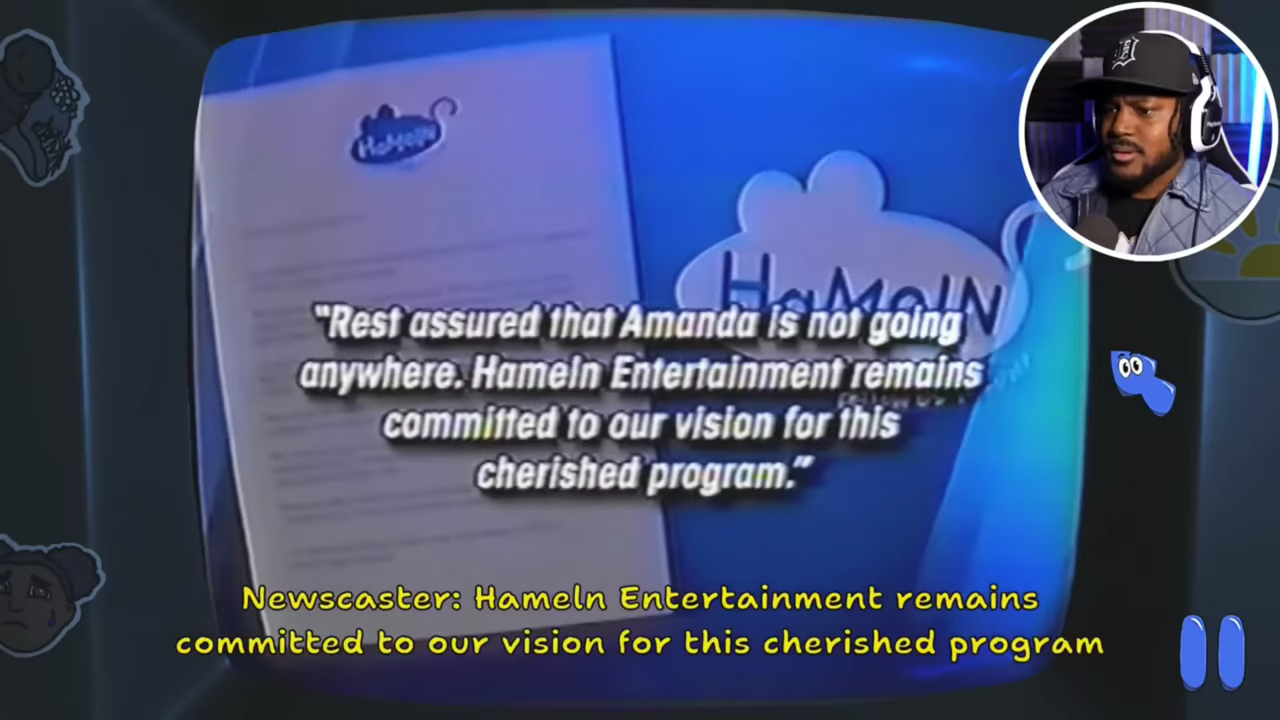 HaMelN
HaMelN
"Rest assured that Amanda is not going
anywhere. Hameln Entertainment remains
committed to our vision for this
cherished program."
Newscaster: Hameln Entertainment remains
committed to our vision for this cherished program